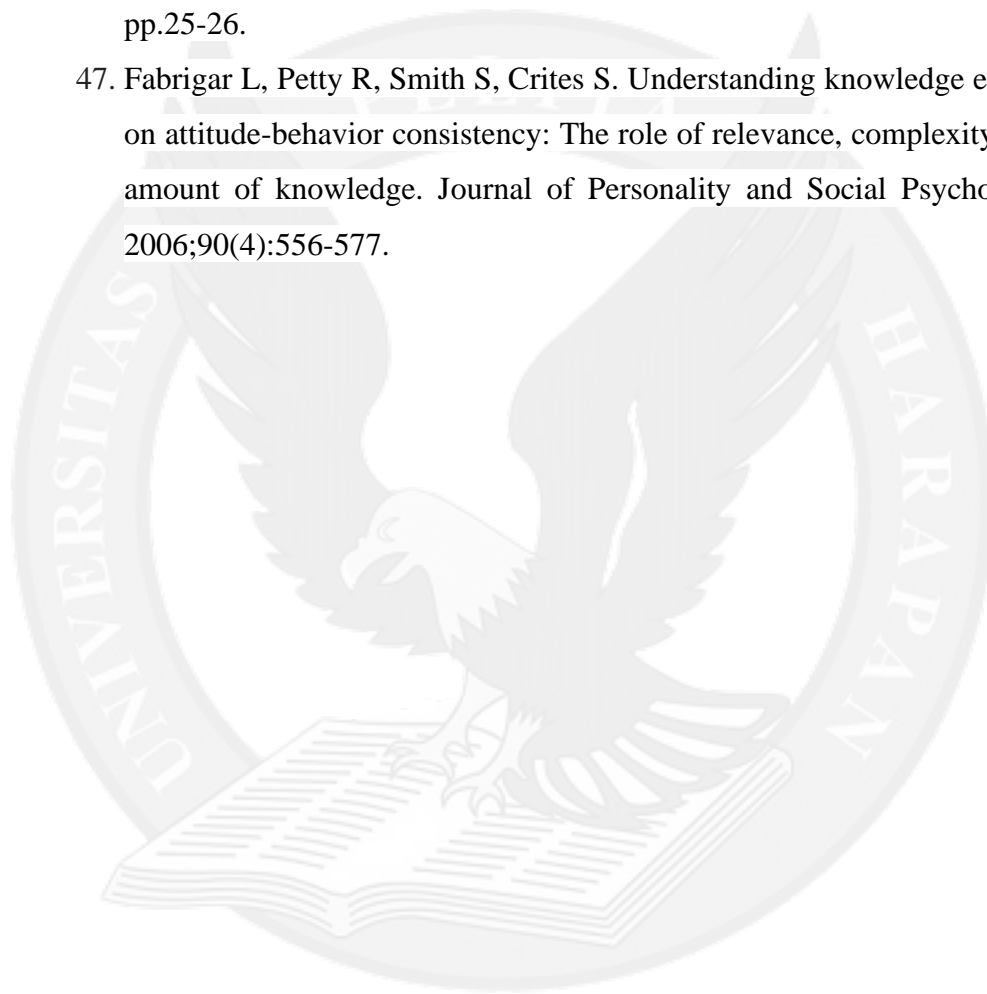 pp.25-26.
47. Fabrigar L, Petty R, Smith S, Crites S. Understanding knowledge e
on attitude-behavior consistency: The role of relevance, complexity
amount of knowledge. Journal of Personality and Social Psycho
2006;90(4):556-577.
UNIVERSITAS
PELITA
HARAPAN